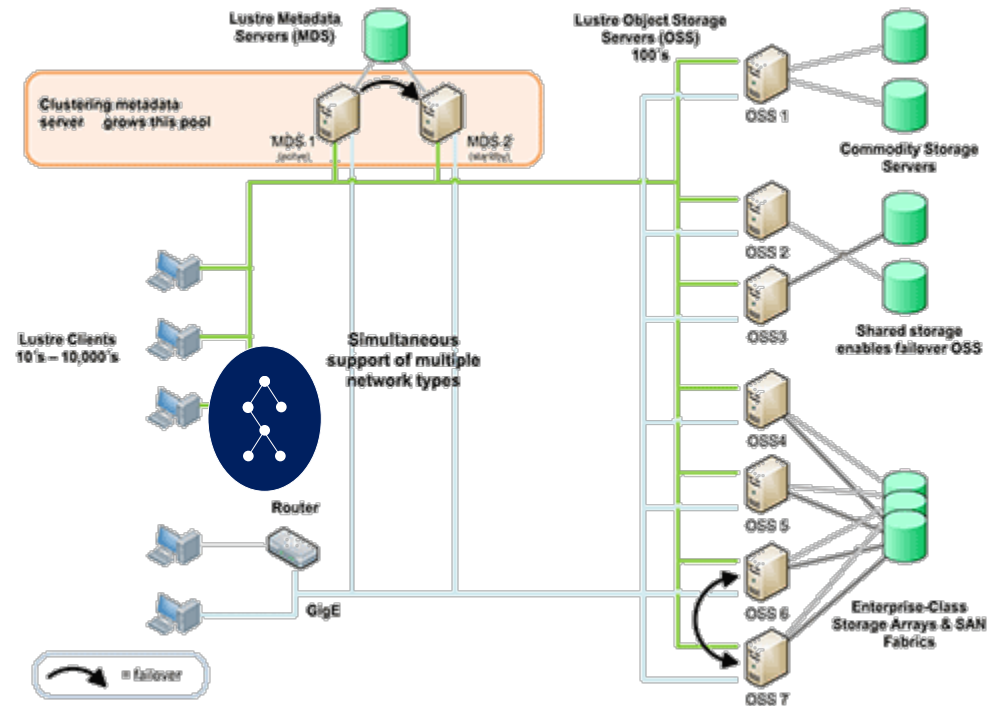 Lustre Metadata
Servers (MDS)
Lustre Object Storage
Servers (OSS)
100's
Clustering metadata
server grows this pool
MDS 1
(active)
MDS 2
(standby)
OSS 1
Commodity Storage
Servers
OSS 2
OSS3
Shared storage
enables failover OSS
Lustre Clients
10's – 10,000's
Simultaneous
support of multiple
network types
OSS4
OSS 5
Router
GigE
OSS 6
Enterprise-Class
Storage Arrays & SAN
Fabrics
OSS 7
= failover